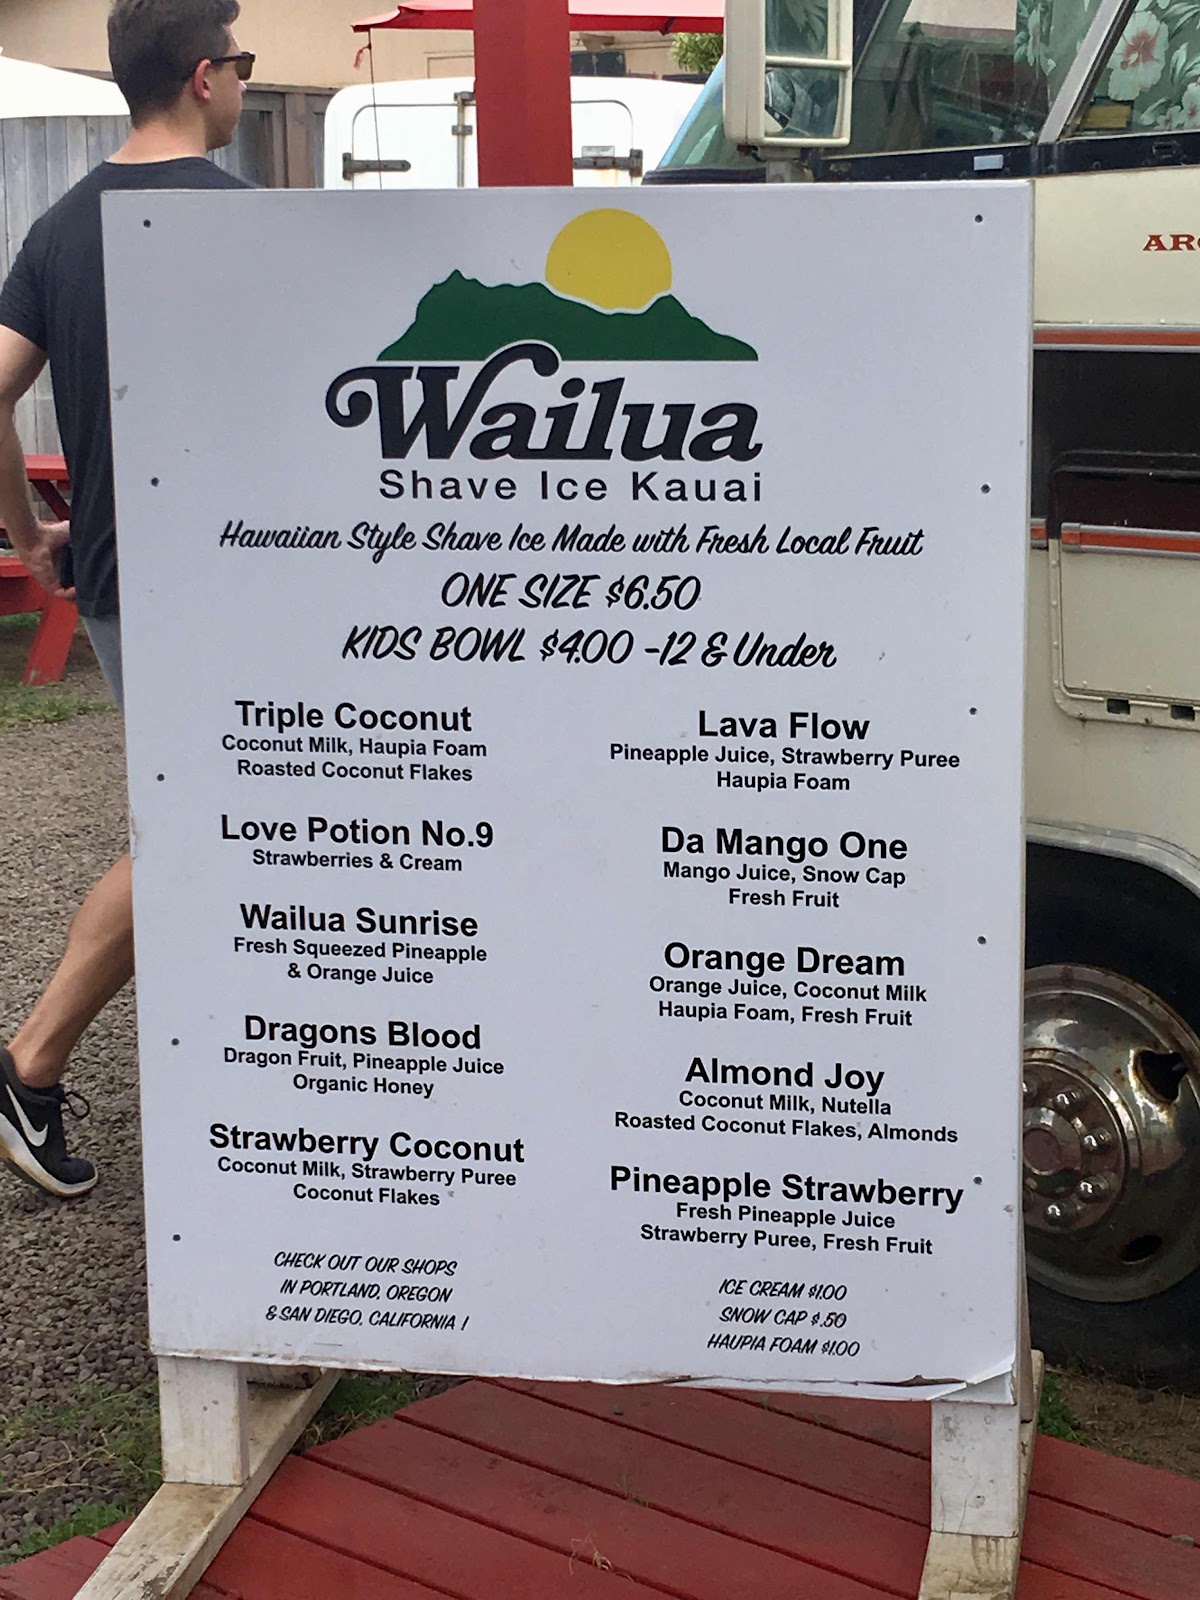 Wailua
Shave Ice Kauai
Hawaiian Style Shave Ice Made with Fresh Local Fruit
ONE SIZE $6.50
KIDS BOWL $4.00 -12 & Under
Triple Coconut
Coconut Milk, Haupia Foam
Roasted Coconut Flakes
Love Potion No.9
Strawberries & Cream
Wailua Sunrise
Fresh Squeezed Pineapple
& Orange Juice
Dragons Blood
Dragon Fruit, Pineapple Juice
Organic Honey
Strawberry Coconut
Coconut Milk, Strawberry Puree
Coconut Flakes
CHECK OUT OUR SHOPS
IN PORTLAND, OREGON
& SAN DIEGO, CALIFORNIA !
Lava Flow
Pineapple Juice, Strawberry Puree
Haupia Foam
Da Mango One
Mango Juice, Snow Cap
Fresh Fruit
Orange Dream
Orange Juice, Coconut Milk
Haupia Foam, Fresh Fruit
Almond Joy
Coconut Milk, Nutella
Roasted Coconut Flakes, Almonds
Pineapple Strawberry
Fresh Pineapple Juice
Strawberry Puree, Fresh Fruit
ICE CREAM $1.00
SNOW CAP $.50
HAUPIA FOAM $1.00